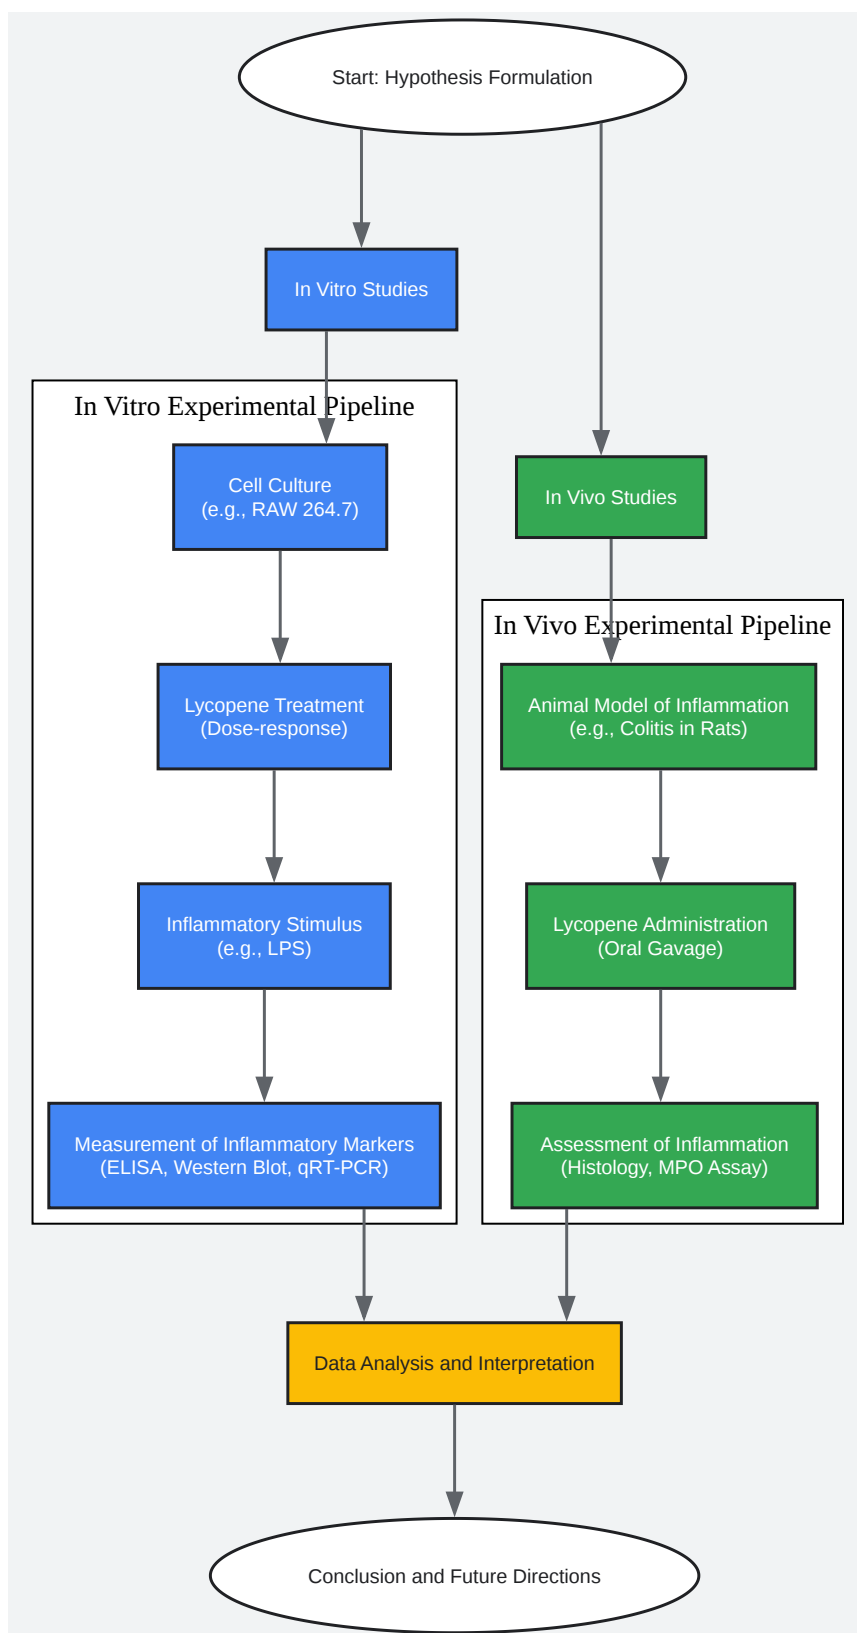 Start: Hypothesis Formulation
In Vitro Studies
In Vitro Experimental Pipeline
Cell Culture
(e.g., RAW 264.7)
Lycopene Treatment
(Dose-response)
Inflammatory Stimulus
(e.g., LPS)
Measurement of Inflammatory Markers
(ELISA, Western Blot, qRT-PCR)
In Vivo Studies
In Vivo Experimental Pipeline
Animal Model of Inflammation
(e.g., Colitis in Rats)
Lycopene Administration
(Oral Gavage)
Assessment of Inflammation
(Histology, MPO Assay)
Data Analysis and Interpretation
Conclusion and Future Directions